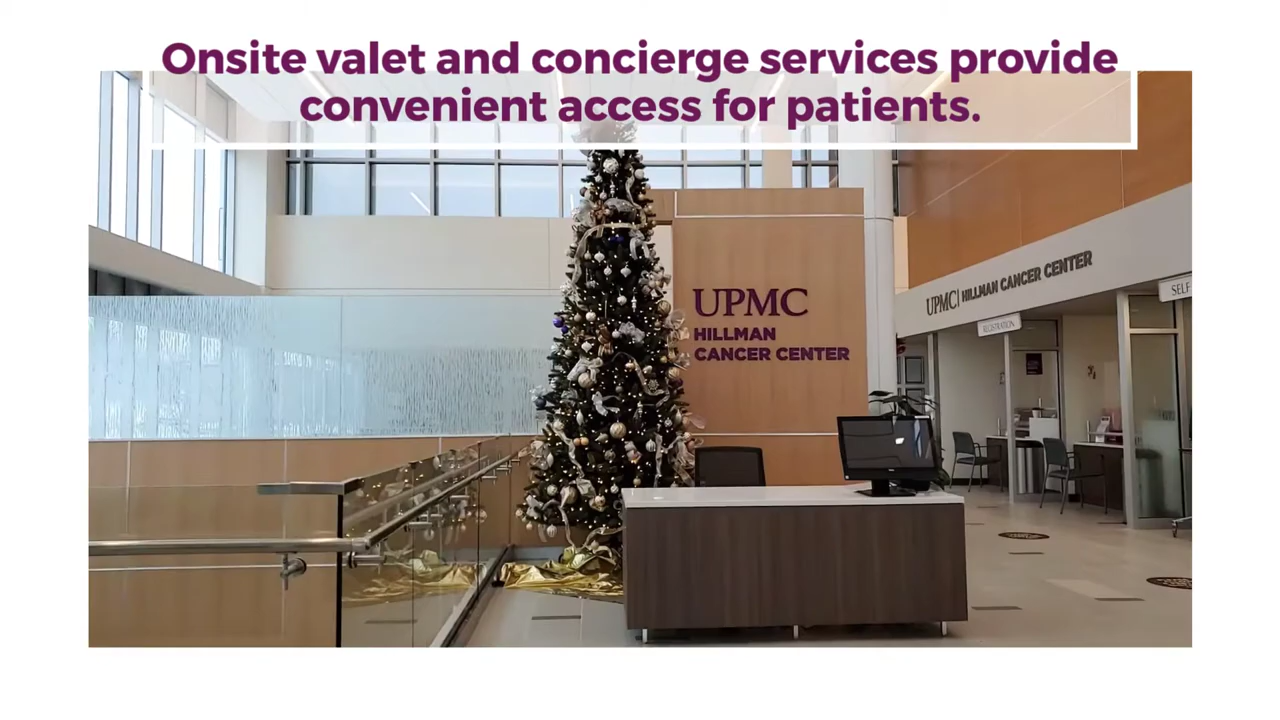 Onsite valet and concierge services provide
convenient access for patients.
UPMC
HILLMAN
CANCER CENTER
UPMC | HILLMAN CANCER CENTER
REGISTRATION
SELF